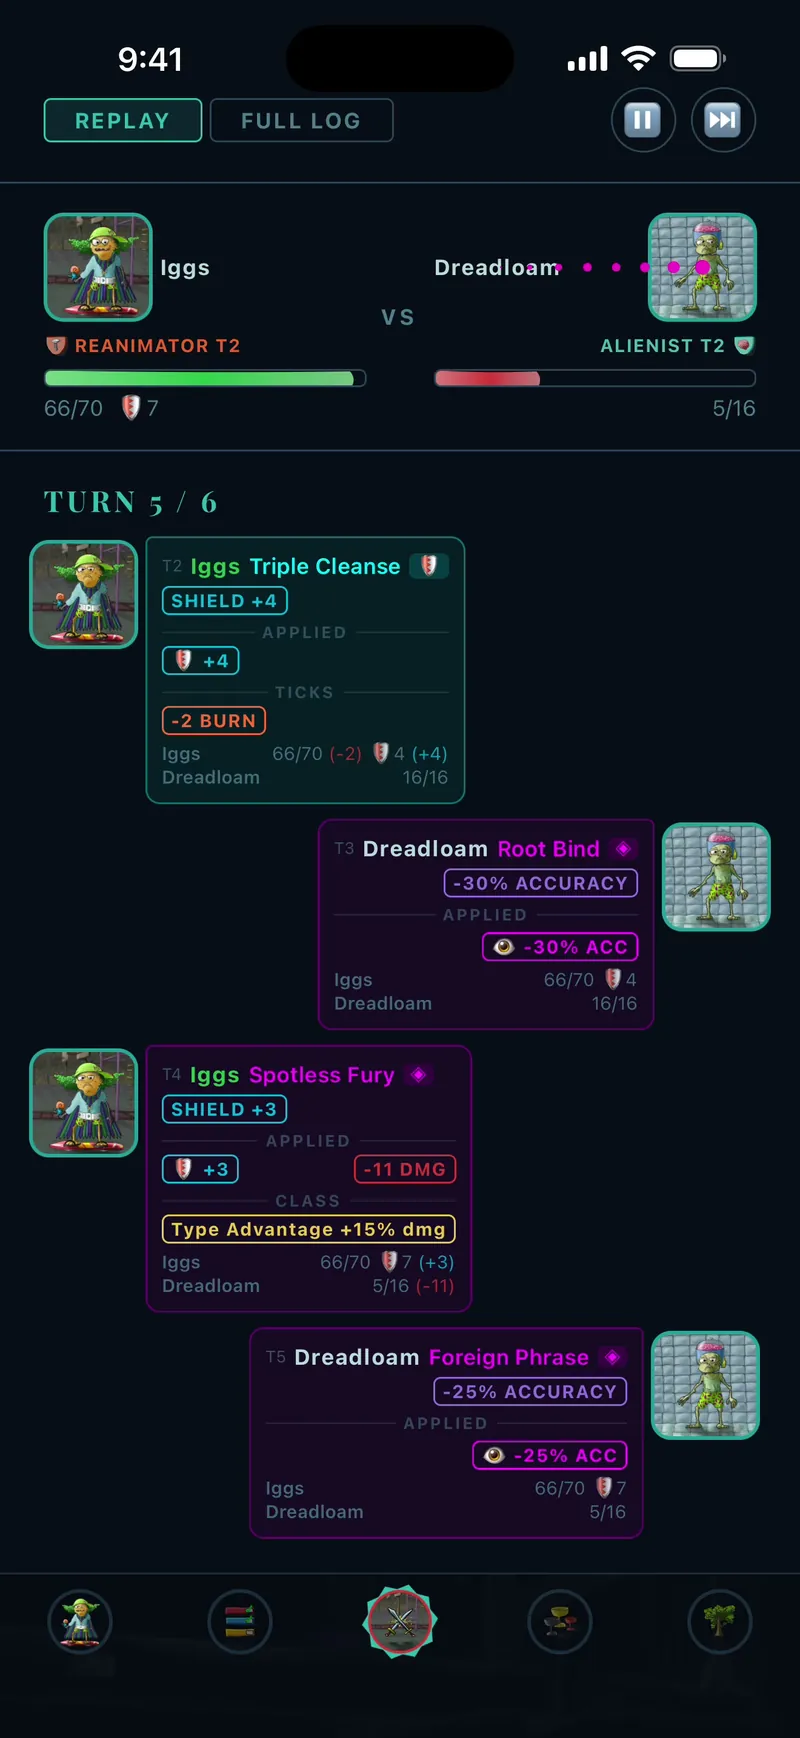 9:41
REPLAY FULL LOG
Iggs Dreadloam
VS
REANIMATOR T2 ALIENIST T2
66/70 7 5/16
TURN 5 / 6
T2 Iggs Triple Cleanse
SHIELD +4
APPLIED
+4
TICKS
-2 BURN
Iggs 66/70 (-2) 4 (+4)
Dreadloam 16/16
T3 Dreadloam Root Bind
-30% ACCURACY
APPLIED
-30% ACC
Iggs 66/70 4
Dreadloam 16/16
T4 Iggs Spotless Fury
SHIELD +3
APPLIED
+3 -11 DMG
CLASS
Type Advantage +15% dmg
Iggs 66/70 7 (+3)
Dreadloam 5/16 (-11)
T5 Dreadloam Foreign Phrase
-25% ACCURACY
APPLIED
-25% ACC
Iggs 66/70 7
Dreadloam 5/16